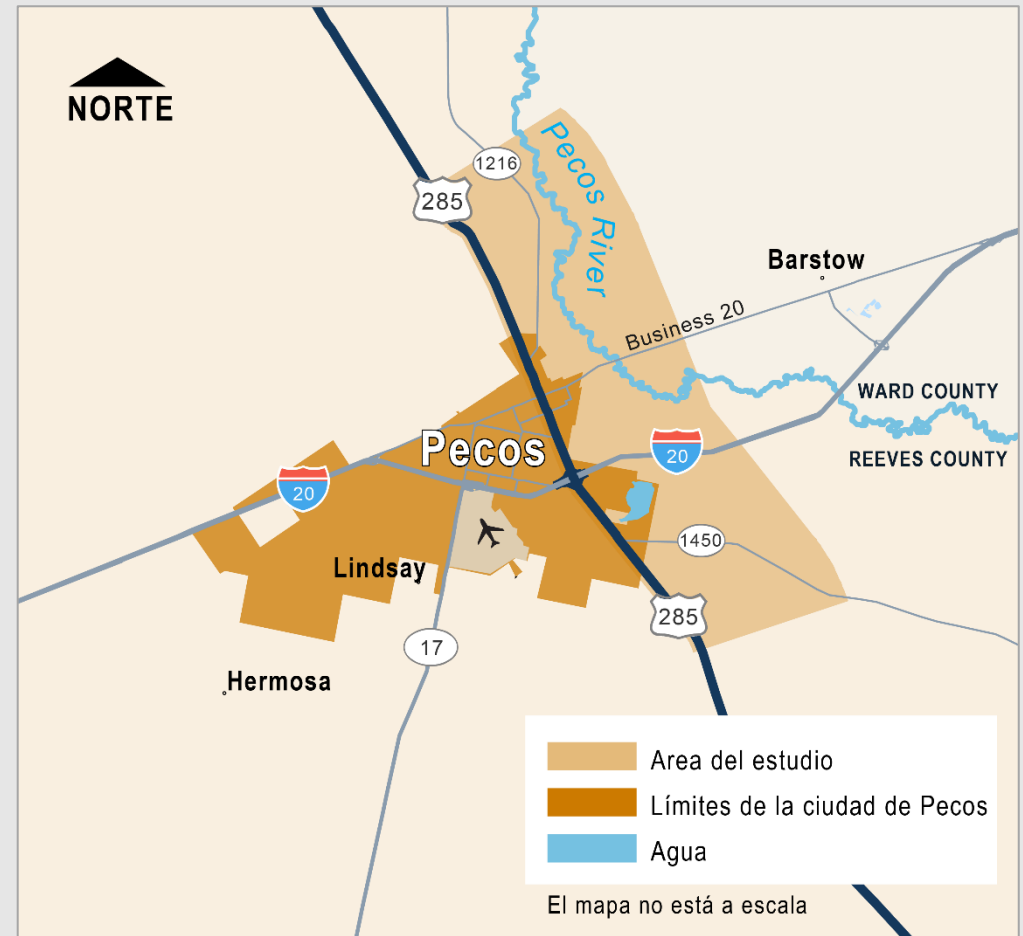 NORTE
1216
285
Pecos River
Barstow
Business 20
WARD COUNTY
REEVES COUNTY
Pecos
20
20
1450
Lindsay
285
17
Hermosa
Area del estudio
Límites de la ciudad de Pecos
Agua
El mapa no está a escala